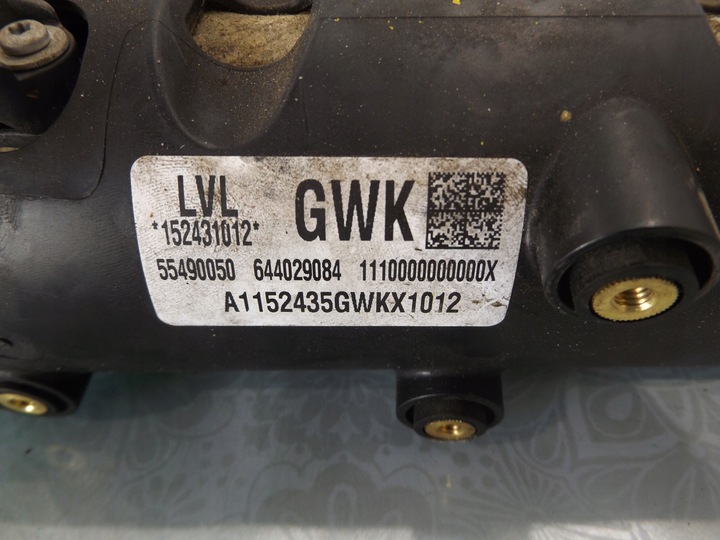 LVL GWK
*152431012*
55490050 644029084 1110000000000X
A1152435GWKX1012